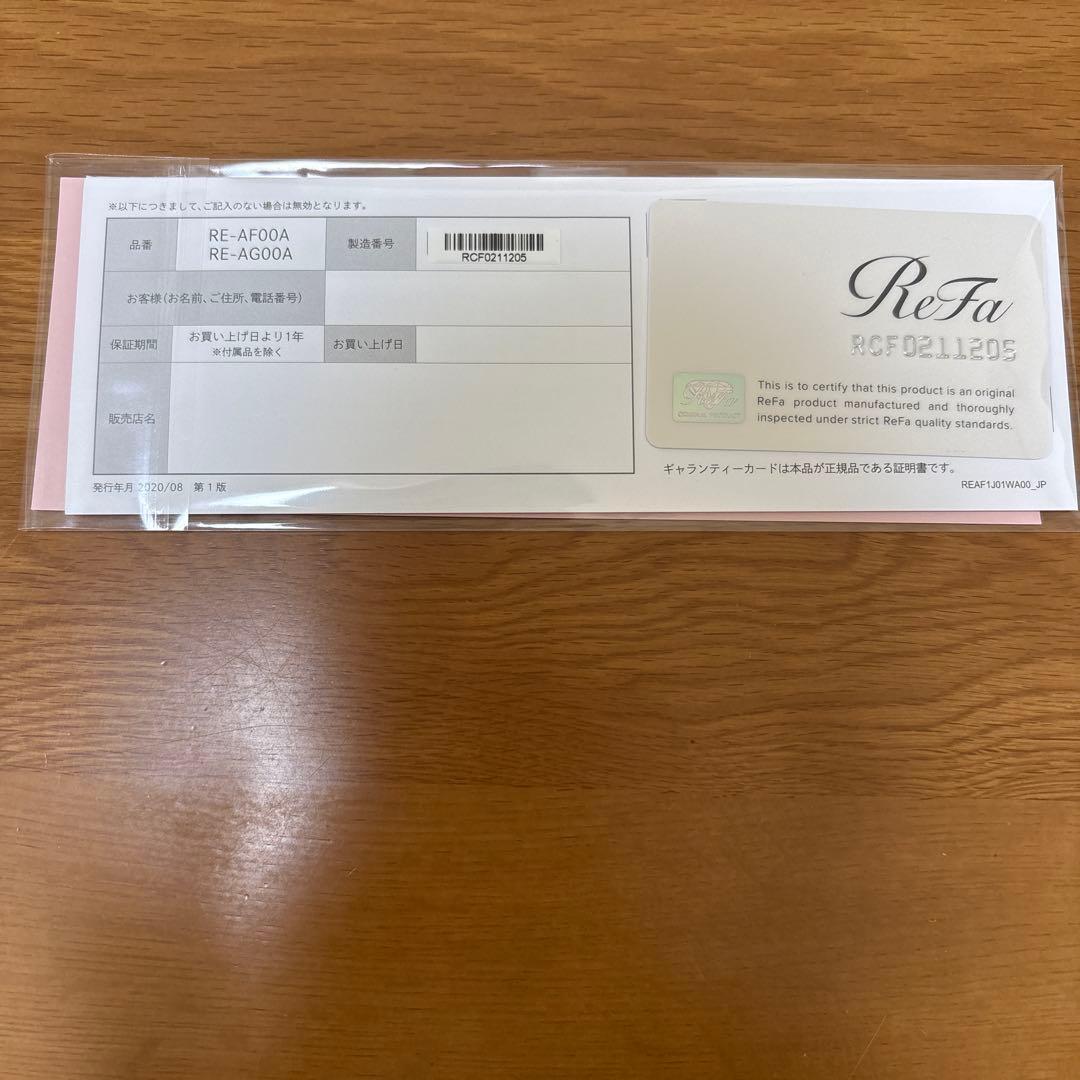 ※以下につきまして、ご記入のない場合は無効となります。
品番
RE-AF00A
RE-AG00A
製造番号
RCF0211205
お客様(お名前、ご住所、電話番号)
保証期間
お買い上げ日より1年
※付属品を除く
お買い上げ日
販売店名
発行年月 2020/08 第1版
ReFa
RCF0211205
This is to certify that this product is an original
ReFa product manufactured and thoroughly
inspected under strict ReFa quality standards.
ReFa
ORIGINAL PRODUCT
ギャランティーカードは本品が正規品である証明書です。
REAF1J01WA00_JP